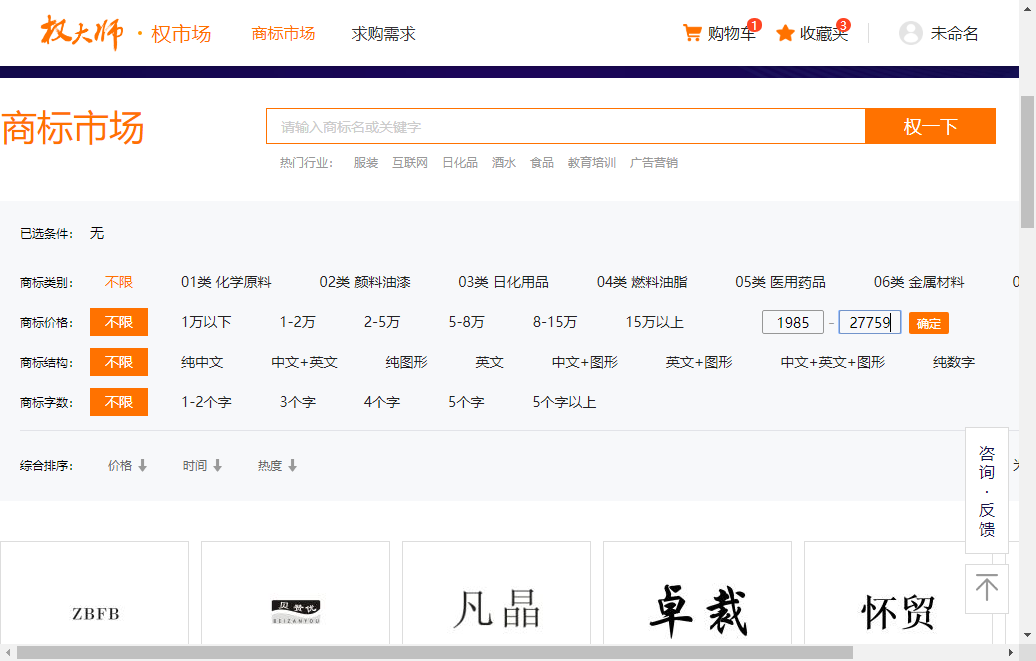 权大师 · 权市场 商标市场 求购需求 购物车 1 收藏夹 3 未命名
商标市场 请输入商标名或关键字 权一下
热门行业： 服装 互联网 日化品 酒水 食品 教育培训 广告营销
已选条件： 无
商标类别： 不限 01类 化学原料 02类 颜料油漆 03类 日化用品 04类 燃料油脂 05类 医用药品 06类 金属材料 0
商标价格： 不限 1万以下 1-2万 2-5万 5-8万 8-15万 15万以上 1985 - 27759 确定
商标结构： 不限 纯中文 中文+英文 纯图形 英文 中文+图形 英文+图形 中文+英文+图形 纯数字
商标字数： 不限 1-2个字 3个字 4个字 5个字 5个字以上
综合排序： 价格 时间 热度
咨询·反馈
ZBFB 贝赞优 凡晶 卓裁 怀贸
BEIZANYOU